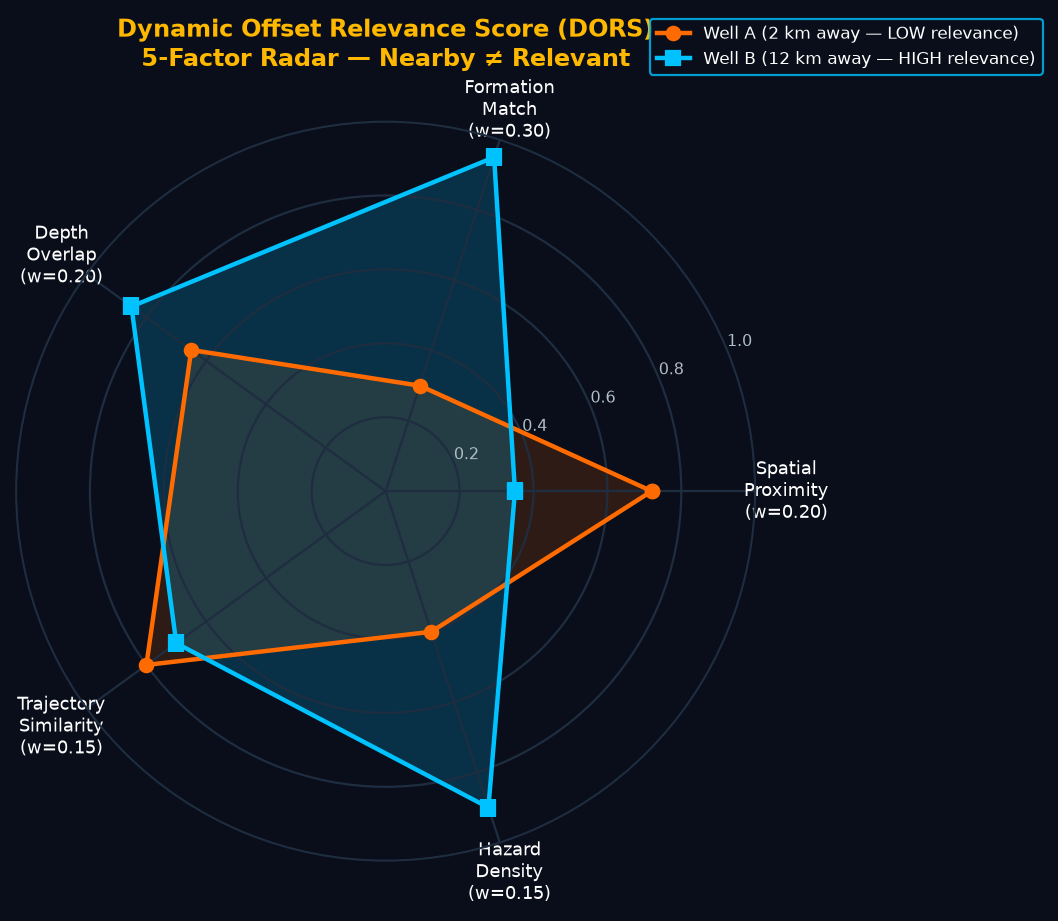 Dynamic Offset Relevance Score (DORS)
5-Factor Radar — Nearby ≠ Relevant
Well A (2 km away — LOW relevance)
Well B (12 km away — HIGH relevance)
Formation
Match
(w=0.30)
Depth
Overlap
(w=0.20)
1.0
0.8
0.6
0.4
0.2
Spatial
Proximity
(w=0.20)
Trajectory
Similarity
(w=0.15)
Hazard
Density
(w=0.15)